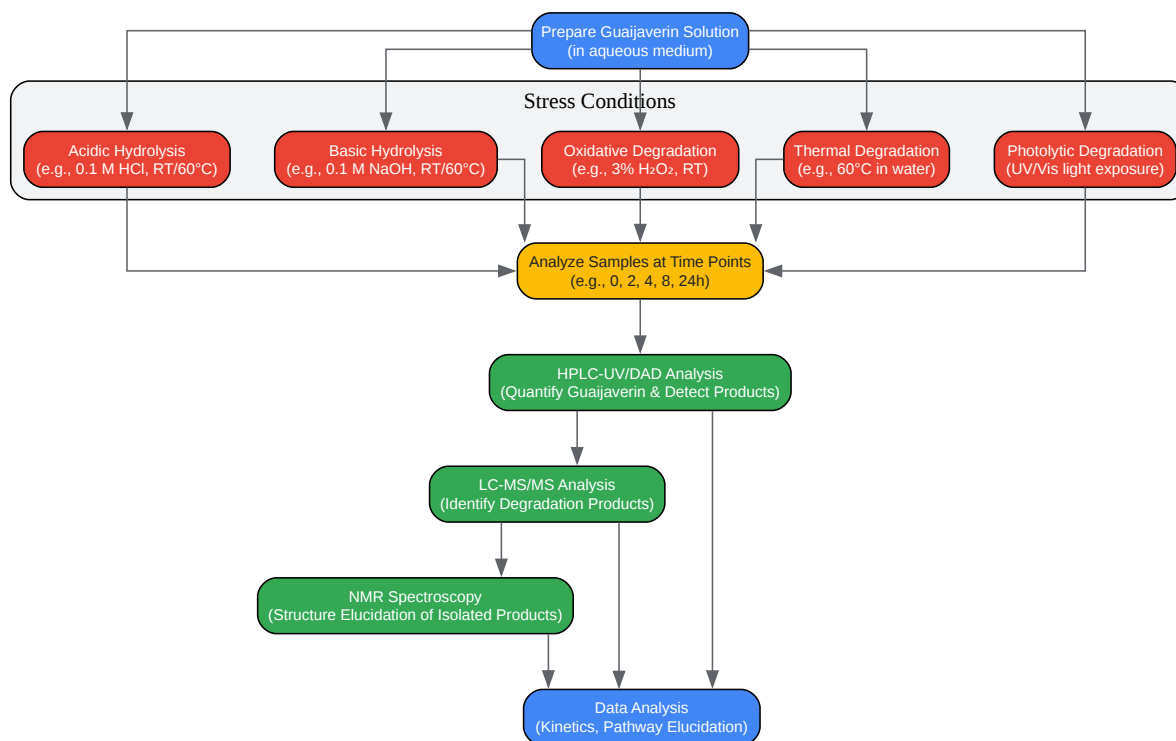 Prepare Guaijaverin Solution
(in aqueous medium)
Stress Conditions
Acidic Hydrolysis
(e.g., 0.1 M HCl, RT/60°C)
Basic Hydrolysis
(e.g., 0.1 M NaOH, RT/60°C)
Oxidative Degradation
(e.g., 3% H₂O₂, RT)
Thermal Degradation
(e.g., 60°C in water)
Photolytic Degradation
(UV/Vis light exposure)
Analyze Samples at Time Points
(e.g., 0, 2, 4, 8, 24h)
HPLC-UV/DAD Analysis
(Quantify Guaijaverin & Detect Products)
LC-MS/MS Analysis
(Identify Degradation Products)
NMR Spectroscopy
(Structure Elucidation of Isolated Products)
Data Analysis
(Kinetics, Pathway Elucidation)